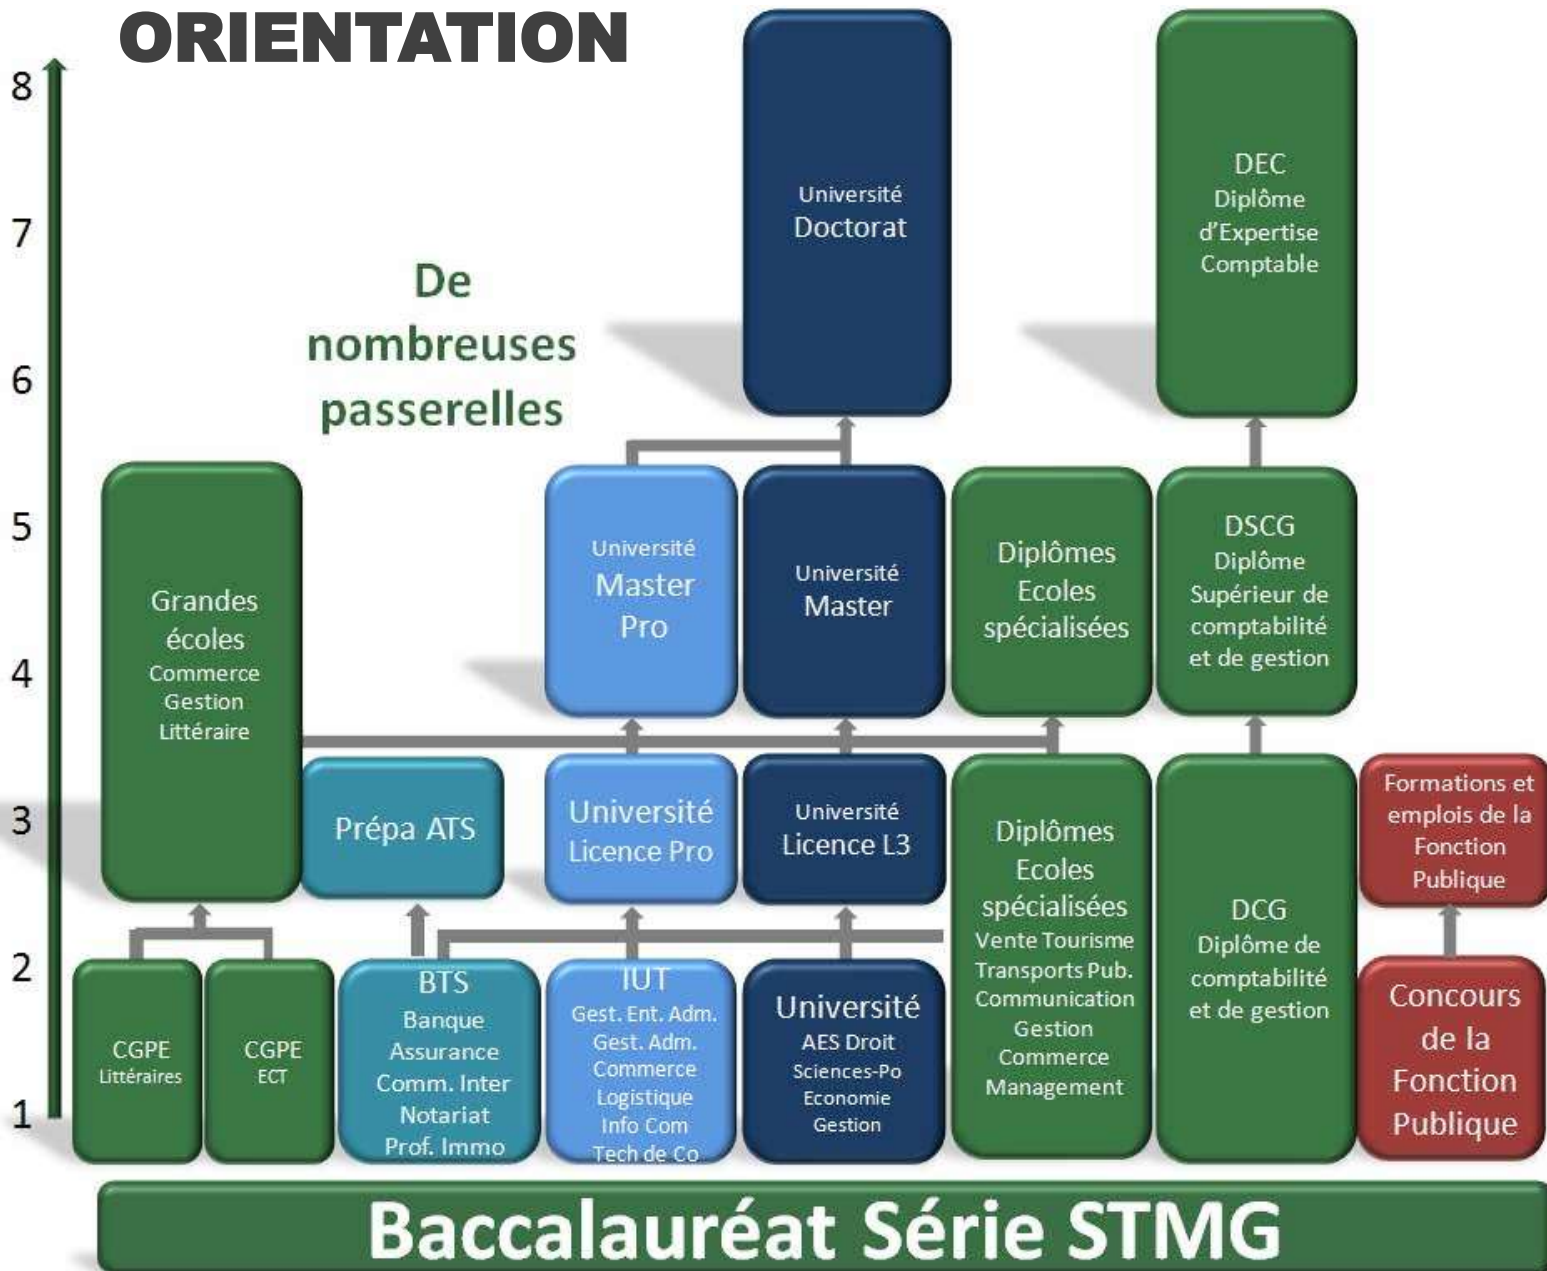 ORIENTATION
8
7
6
5
4
3
2
1
De
nombreuses
passerelles
Université
Doctorat
DEC
Diplôme
d'Expertise
Comptable
Grandes
écoles
Commerce
Gestion
Littéraire
Université
Master
Pro
Université
Master
Diplômes
Ecoles
spécialisées
DSCG
Diplôme
Supérieur de
comptabilité
et de gestion
Prépa ATS
Université
Licence Pro
Université
Licence L3
Diplômes
Ecoles
spécialisées
Vente Tourisme
Transports Pub.
Communication
Gestion
Commerce
Management
DCG
Diplôme de
comptabilité
et de gestion
Formations et
emplois de la
Fonction
Publique
CGPE
Littéraires
CGPE
ECT
BTS
Banque
Assurance
Comm. Inter
Notariat
Prof. Immo
IUT
Gest. Ent. Adm.
Gest. Adm.
Commerce
Logistique
Info Com
Tech de Co
Université
AES Droit
Sciences-Po
Economie
Gestion
Concours
de la
Fonction
Publique
Baccalauréat Série STMG